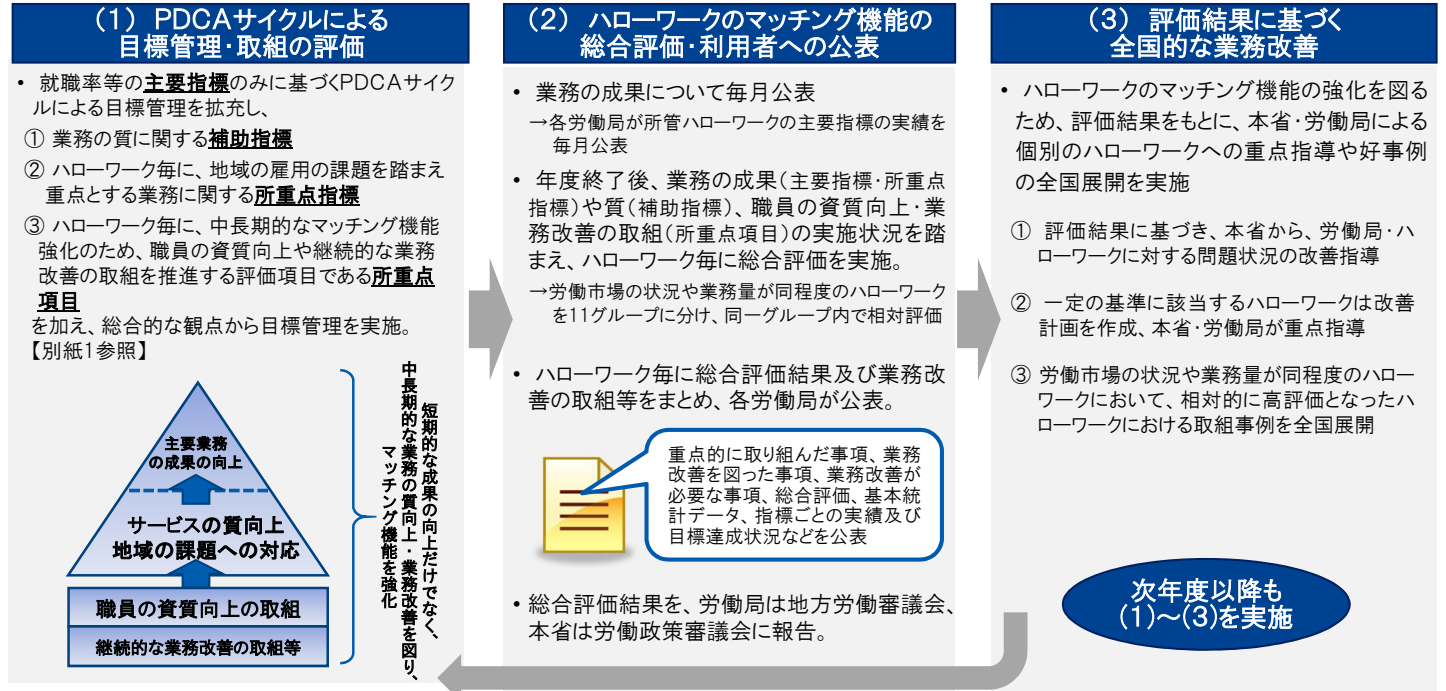 (1) PDCAサイクルによる
目標管理・取組の評価
• 就職率等の主要指標のみに基づくPDCAサイク
ルによる目標管理を拡充し、
① 業務の質に関する補助指標
② ハローワーク毎に、地域の雇用の課題を踏まえ
重点とする業務に関する所重点指標
③ ハローワーク毎に、中長期的なマッチング機能
強化のため、職員の資質向上や継続的な業務
改善の取組を推進する評価項目である所重点
項目
を加え、総合的な観点から目標管理を実施。
【別紙1参照】
主要業務
の成果の向上
サービスの質向上
地域の課題への対応
職員の資質向上の取組
継続的な業務改善の取組等
短期的な成果の向上だけでなく、
中長期的な業務の質向上・業務改善を図り、
マッチング機能を強化
(2) ハローワークのマッチング機能の
総合評価・利用者への公表
• 業務の成果について毎月公表
→各労働局が所管ハローワークの主要指標の実績を
毎月公表
• 年度終了後、業務の成果(主要指標・所重点
指標)や質(補助指標)、職員の資質向上・業
務改善の取組(所重点項目)の実施状況を踏
まえ、ハローワーク毎に総合評価を実施。
→労働市場の状況や業務量が同程度のハローワーク
を11グループに分け、同一グループ内で相対評価
• ハローワーク毎に総合評価結果及び業務改
善の取組等をまとめ、各労働局が公表。
重点的に取り組んだ事項、業務
改善を図った事項、業務改善が
必要な事項、総合評価、基本統
計データ、指標ごとの実績及び
目標達成状況などを公表
• 総合評価結果を、労働局は地方労働審議会、
本省は労働政策審議会に報告。
(3) 評価結果に基づく
全国的な業務改善
• ハローワークのマッチング機能の強化を図る
ため、評価結果をもとに、本省・労働局による
個別のハローワークへの重点指導や好事例
の全国展開を実施
① 評価結果に基づき、本省から、労働局・ハ
ローワークに対する問題状況の改善指導
② 一定の基準に該当するハローワークは改善
計画を作成、本省・労働局が重点指導
③ 労働市場の状況や業務量が同程度のハロー
ワークにおいて、相対的に高評価となったハ
ローワークにおける取組事例を全国展開
次年度以降も
(1)~(3)を実施